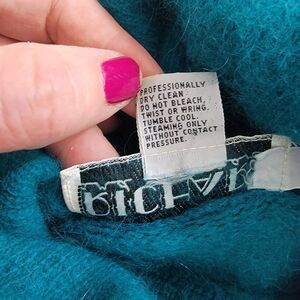 PROFESSIONALLY
DRY CLEAN
DO NOT BLEACH,
TWIST OR WRING.
TUMBLE COOL.
STEAMING ONLY
WITHOUT CONTACT
PRESSURE.